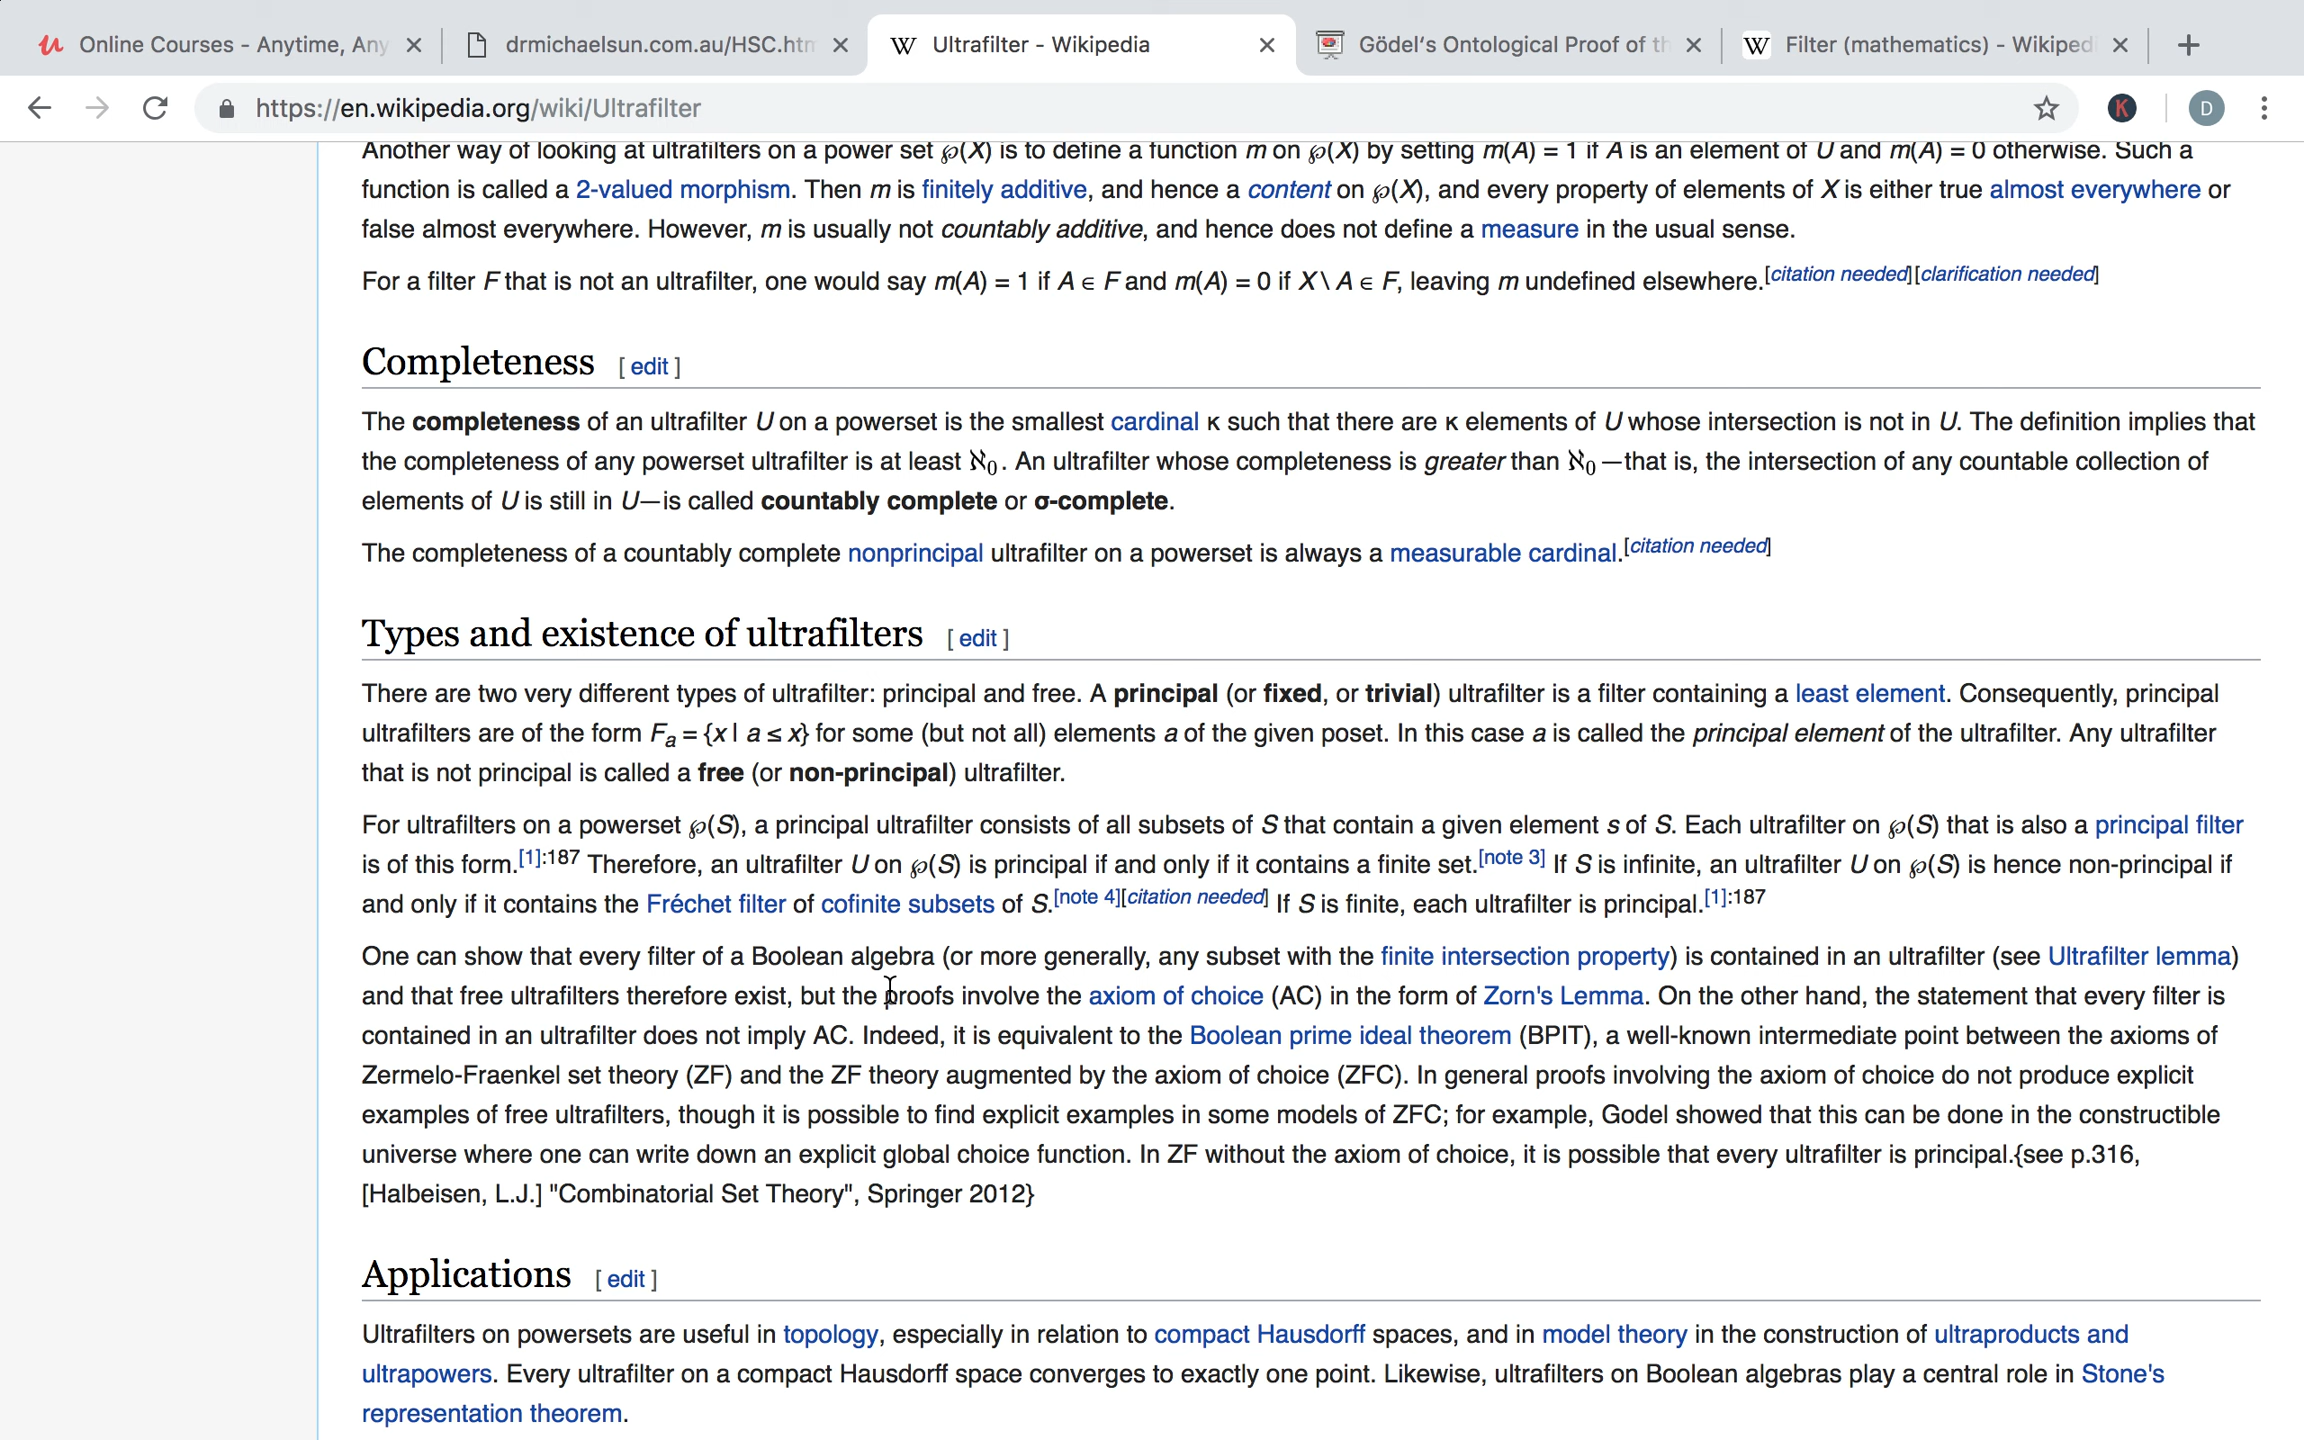 Online Courses - Anytime, Any
drmichaelsun.com.au/HSC.htm
Ultrafilter - Wikipedia
Gödel's Ontological Proof of th
Filter (mathematics) - Wikiped
https://en.wikipedia.org/wiki/Ultrafilter
K
D
Another way of looking at ultrafilters on a power set ℘(X) is to define a function m on ℘(X) by setting m(A) = 1 if A is an element of U and m(A) = 0 otherwise. Such a
function is called a 2-valued morphism. Then m is finitely additive, and hence a content on ℘(X), and every property of elements of X is either true almost everywhere or
false almost everywhere. However, m is usually not countably additive, and hence does not define a measure in the usual sense.
For a filter F that is not an ultrafilter, one would say m(A) = 1 if A ∈ F and m(A) = 0 if X \ A ∈ F, leaving m undefined elsewhere.[citation needed][clarification needed]
Completeness [ edit ]
The completeness of an ultrafilter U on a powerset is the smallest cardinal κ such that there are κ elements of U whose intersection is not in U. The definition implies that
the completeness of any powerset ultrafilter is at least ℵ0. An ultrafilter whose completeness is greater than ℵ0—that is, the intersection of any countable collection of
elements of U is still in U—is called countably complete or σ-complete.
The completeness of a countably complete nonprincipal ultrafilter on a powerset is always a measurable cardinal.[citation needed]
Types and existence of ultrafilters [ edit ]
There are two very different types of ultrafilter: principal and free. A principal (or fixed, or trivial) ultrafilter is a filter containing a least element. Consequently, principal
ultrafilters are of the form Fa = {x | a ≤ x} for some (but not all) elements a of the given poset. In this case a is called the principal element of the ultrafilter. Any ultrafilter
that is not principal is called a free (or non-principal) ultrafilter.
For ultrafilters on a powerset ℘(S), a principal ultrafilter consists of all subsets of S that contain a given element s of S. Each ultrafilter on ℘(S) that is also a principal filter
is of this form.[1]:187 Therefore, an ultrafilter U on ℘(S) is principal if and only if it contains a finite set.[note 3] If S is infinite, an ultrafilter U on ℘(S) is hence non-principal if
and only if it contains the Fréchet filter of cofinite subsets of S.[note 4][citation needed] If S is finite, each ultrafilter is principal.[1]:187
One can show that every filter of a Boolean algebra (or more generally, any subset with the finite intersection property) is contained in an ultrafilter (see Ultrafilter lemma)
and that free ultrafilters therefore exist, but the proofs involve the axiom of choice (AC) in the form of Zorn's Lemma. On the other hand, the statement that every filter is
contained in an ultrafilter does not imply AC. Indeed, it is equivalent to the Boolean prime ideal theorem (BPIT), a well-known intermediate point between the axioms of
Zermelo-Fraenkel set theory (ZF) and the ZF theory augmented by the axiom of choice (ZFC). In general proofs involving the axiom of choice do not produce explicit
examples of free ultrafilters, though it is possible to find explicit examples in some models of ZFC; for example, Godel showed that this can be done in the constructible
universe where one can write down an explicit global choice function. In ZF without the axiom of choice, it is possible that every ultrafilter is principal.{see p.316,
[Halbeisen, L.J.] "Combinatorial Set Theory", Springer 2012}
Applications [ edit ]
Ultrafilters on powersets are useful in topology, especially in relation to compact Hausdorff spaces, and in model theory in the construction of ultraproducts and
ultrapowers. Every ultrafilter on a compact Hausdorff space converges to exactly one point. Likewise, ultrafilters on Boolean algebras play a central role in Stone's
representation theorem.